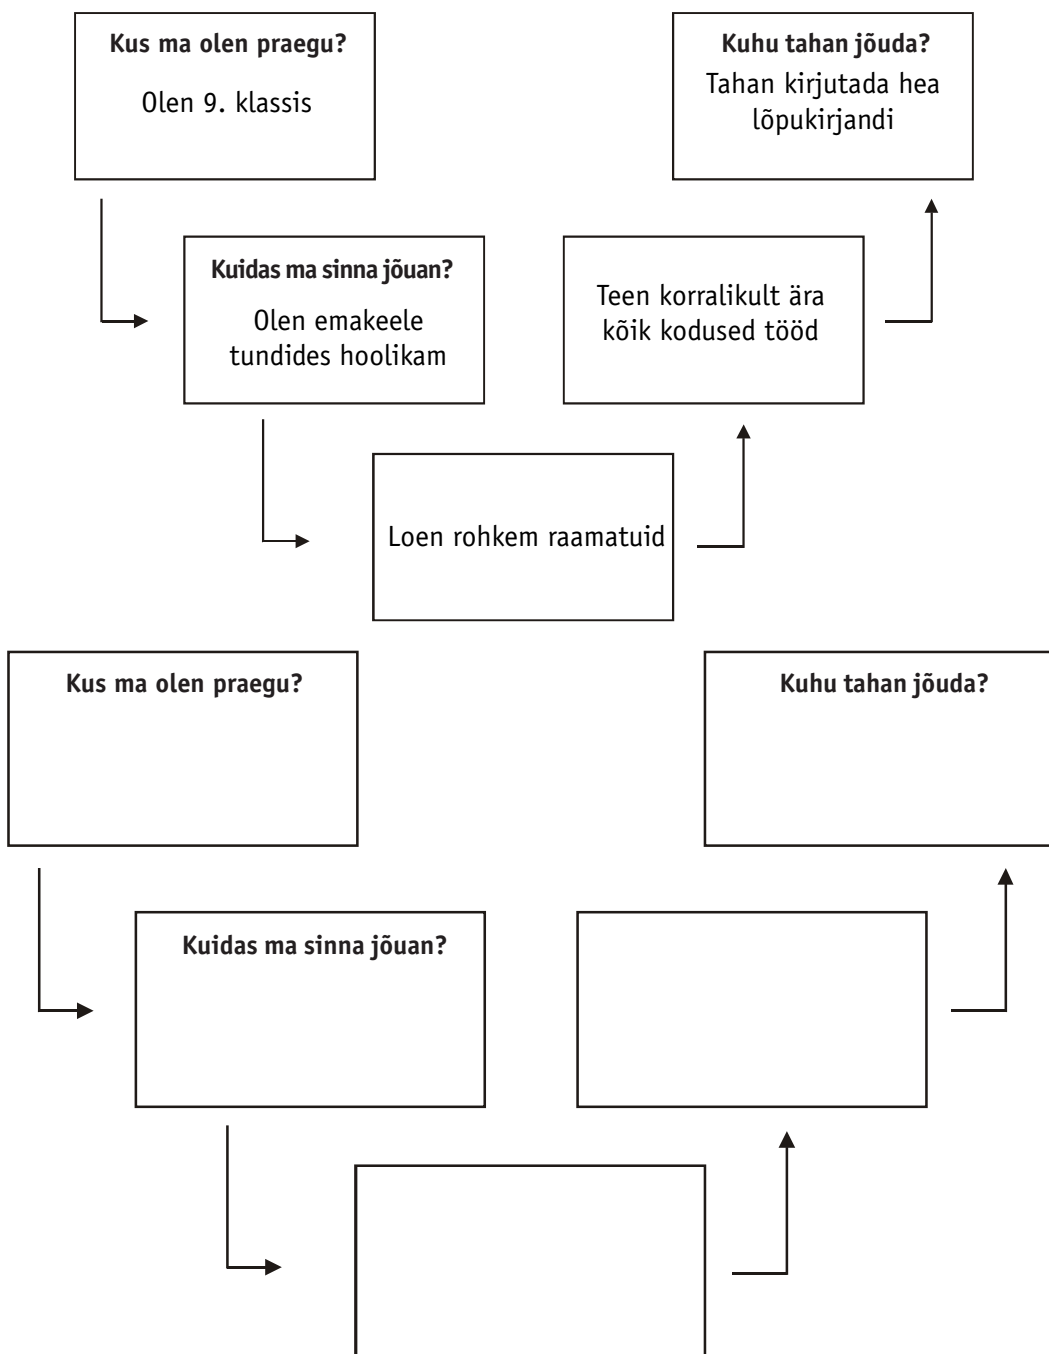 Kus ma olen praegu?
Olen 9. klassis
Kuhu tahan jõuda?
Tahan kirjutada hea
lõpukirjandi
Kuidas ma sinna jõuan?
Olen emakeele
tundides hoolikam
Teen korralikult ära
kõik kodused tööd
Loen rohkem raamatuid
Kus ma olen praegu?
Kuhu tahan jõuda?
Kuidas ma sinna jõuan?